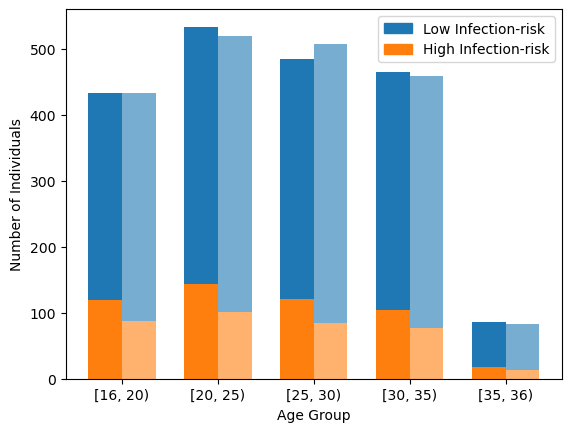 Low Infection-risk
High Infection-risk
Number of Individuals
500
400
300
200
100
0
[16, 20)
[20, 25)
[25, 30)
[30, 35)
[35, 36)
Age Group